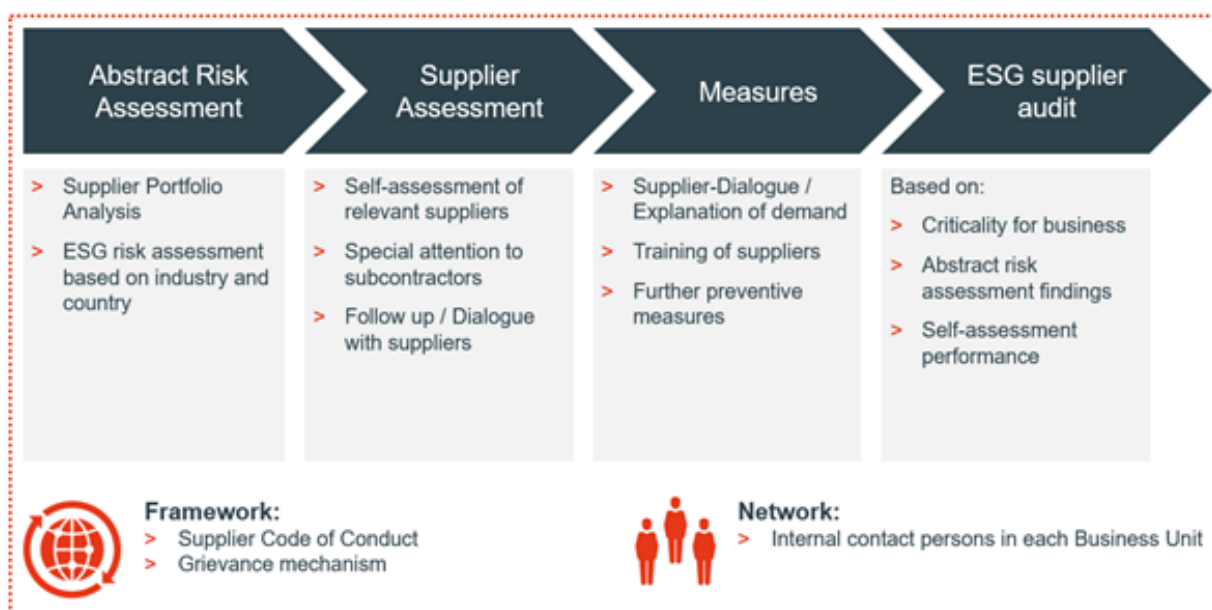 Abstract Risk
Assessment
Supplier
Assessment
Measures
ESG supplier
audit
> Supplier Portfolio
Analysis
> ESG risk assessment
based on industry and
country
> Self-assessment of
relevant suppliers
> Special attention to
subcontractors
> Follow up / Dialogue
with suppliers
> Supplier-Dialogue /
Explanation of demand
> Training of suppliers
> Further preventive
measures
Based on:
> Criticality for business
> Abstract risk
assessment findings
> Self-assessment
performance
Framework:
> Supplier Code of Conduct
> Grievance mechanism
Network:
> Internal contact persons in each Business Unit